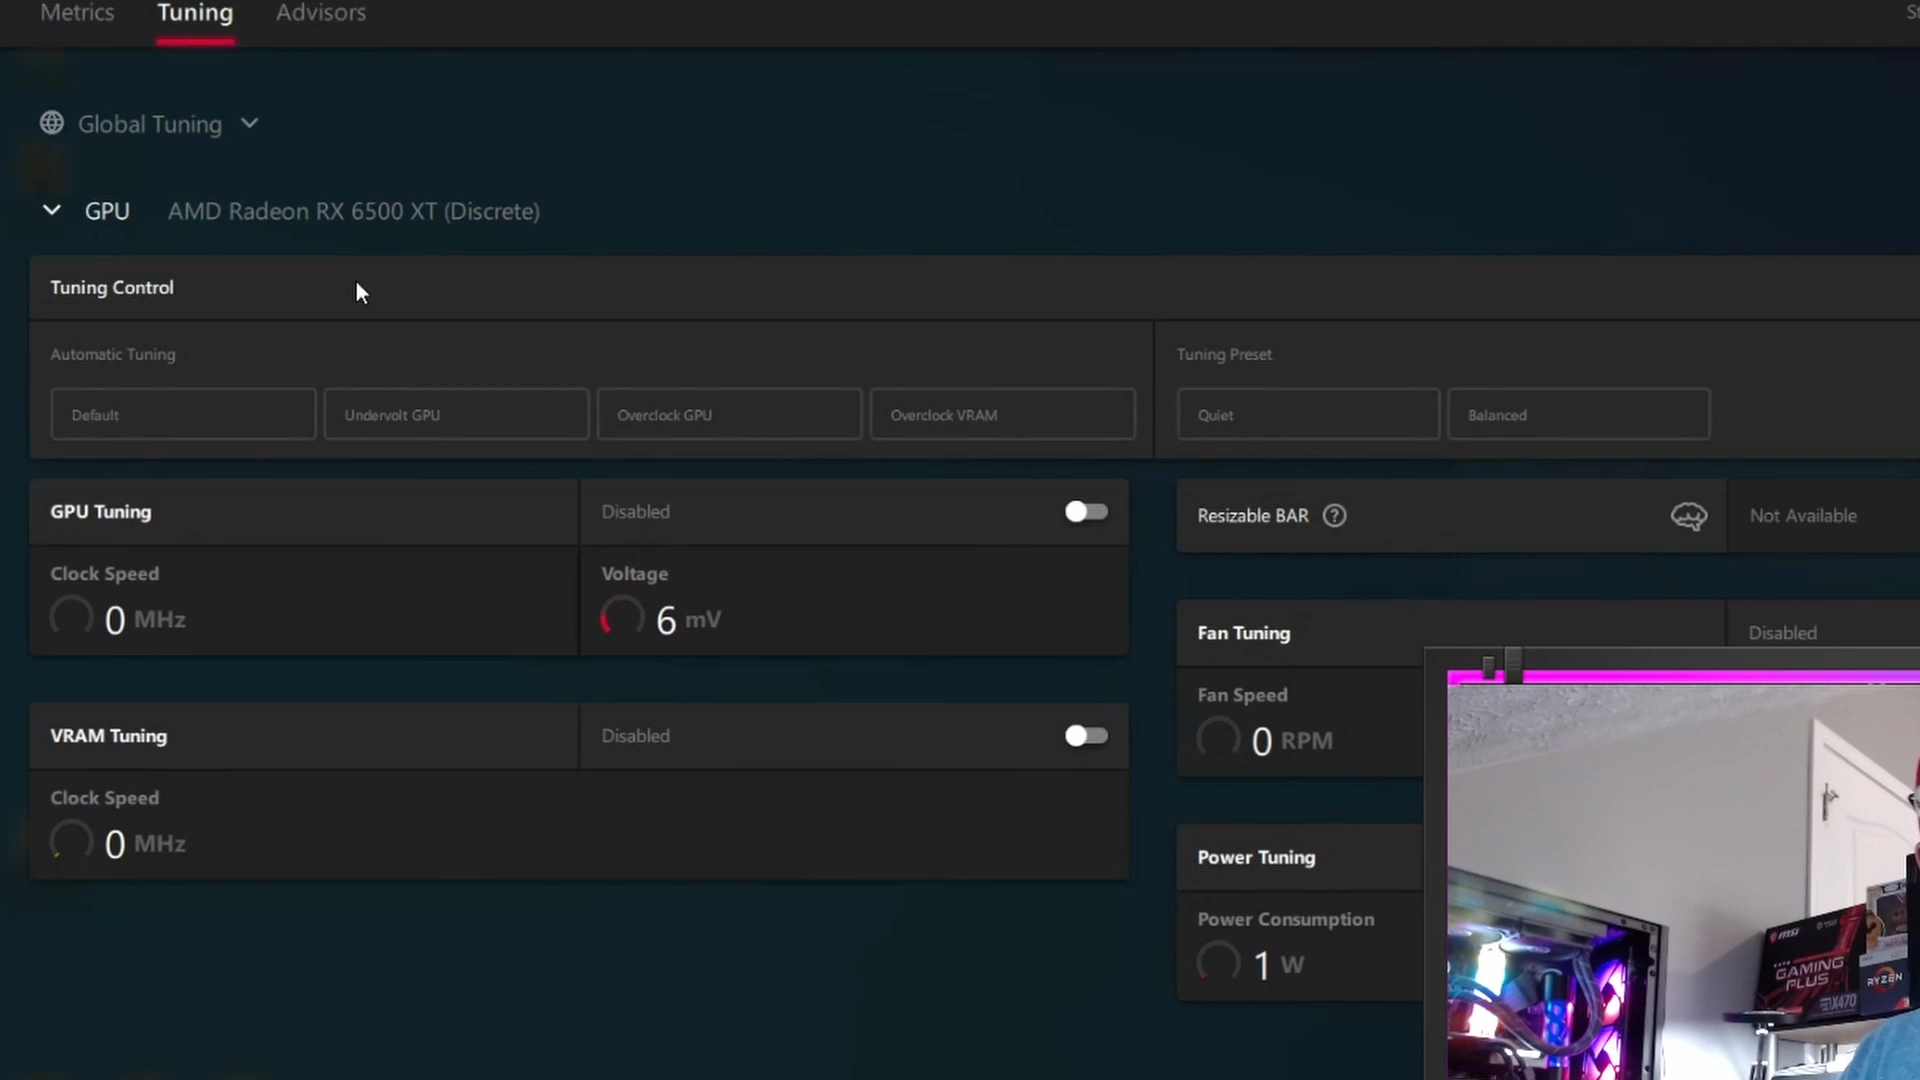 Metrics
Tuning
Advisors
Global Tuning
GPU
AMD Radeon RX 6500 XT (Discrete)
Tuning Control
Automatic Tuning
Default
Undervolt GPU
Overclock GPU
Overclock VRAM
Tuning Preset
Quiet
Balanced
GPU Tuning
Disabled
Clock Speed
0 MHz
Voltage
6 mV
VRAM Tuning
Disabled
Clock Speed
0 MHz
Resizable BAR
?
Not Available
Fan Tuning
Disabled
Fan Speed
0 RPM
Power Tuning
Power Consumption
1 W
msi
GAMING
PLUS
X470
RYZEN